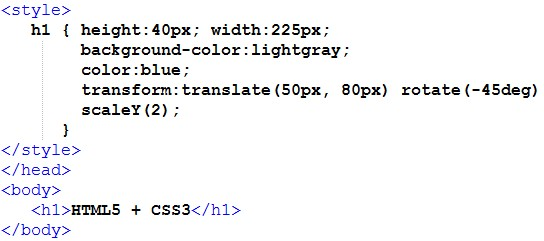 <style>
h1 { height:40px; width:225px;
background-color:lightgray;
color:blue;
transform:translate(50px, 80px) rotate(-45deg)
scaleY(2);
}
</style>
</head>
<body>
<h1>HTML5 + CSS3</h1>
</body>